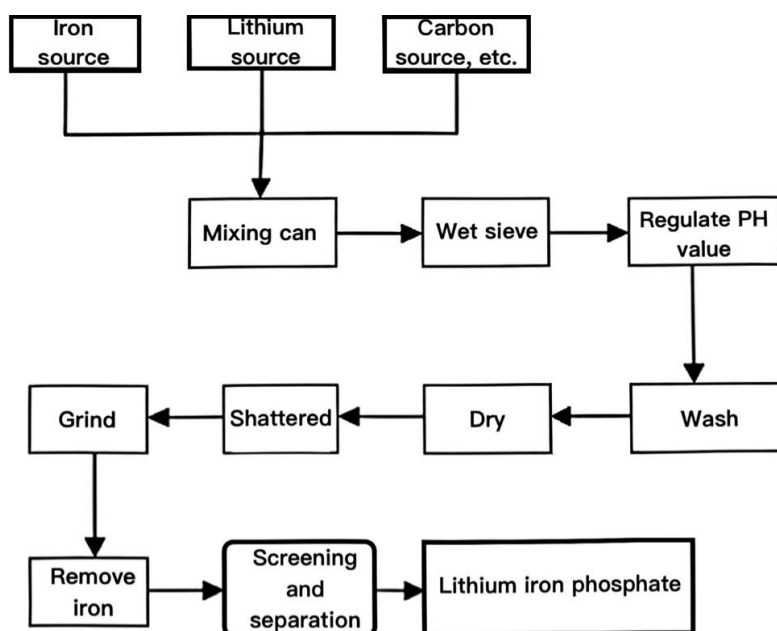 Iron
source
Lithium
source
Carbon
source, etc.
Mixing can
Wet sieve
Regulate PH
value
Wash
Dry
Shattered
Grind
Remove
iron
Screening
and
separation
Lithium iron phosphate